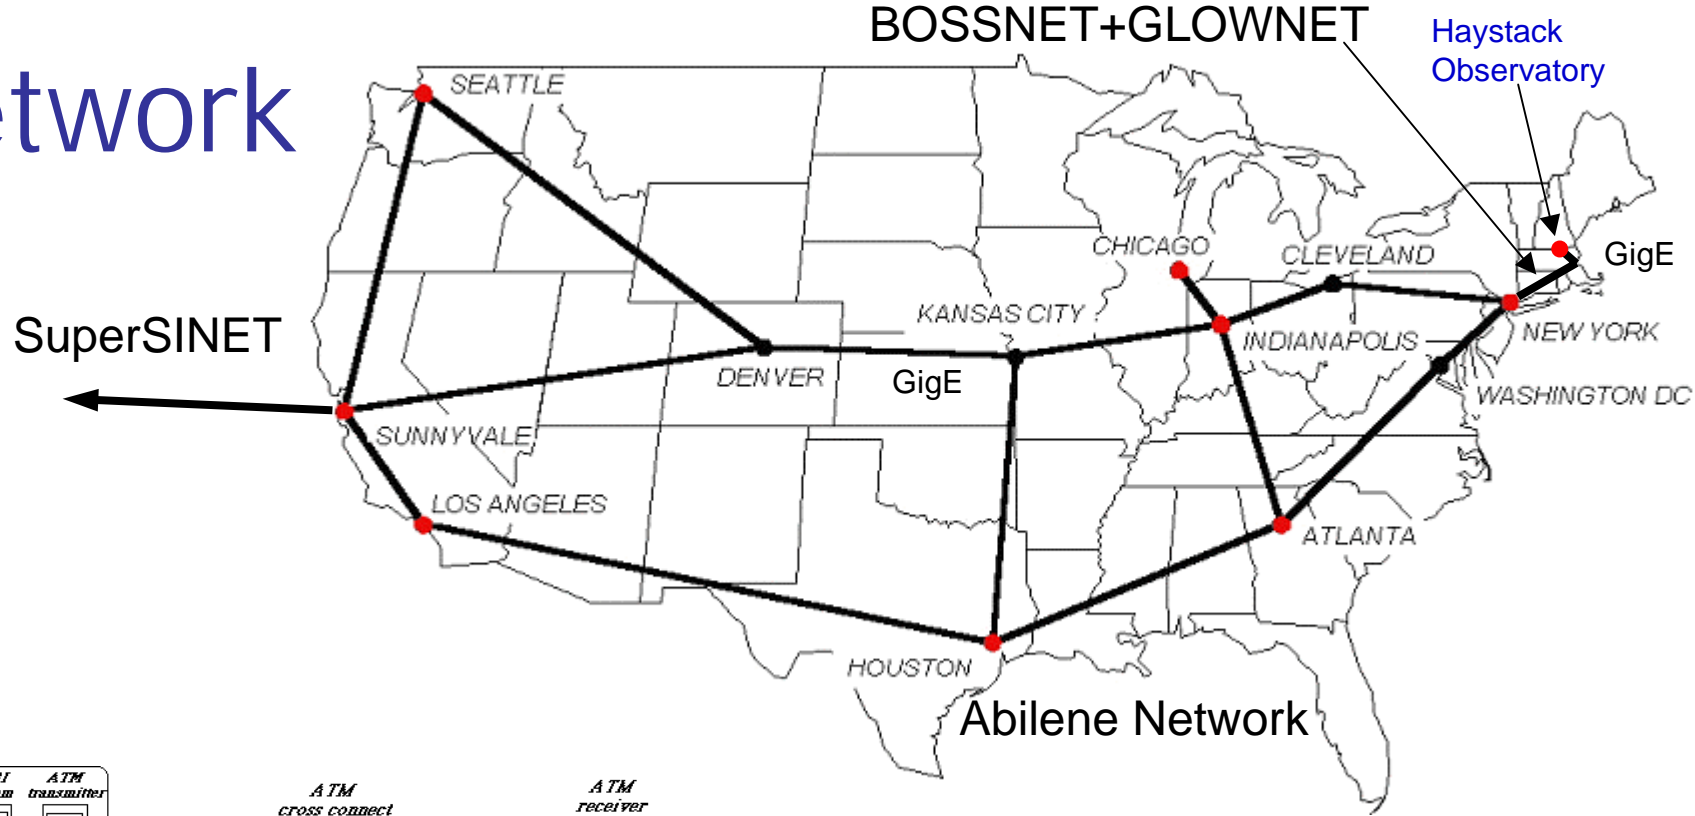 BOSSNET+GLOWNET
Haystack
Observatory
SEATTLE
CHICAGO
CLEVELAND
GigE
KANSAS CITY
SuperSINET
INDIANAPOLIS
NEW YORK
DENVER
GigE
WASHINGTON DC
SUNNYVALE
LOS ANGELES
ATLANTA
HOUSTON
Abilene Network
ATM
transmitter
ATM
cross connect
ATM
receiver